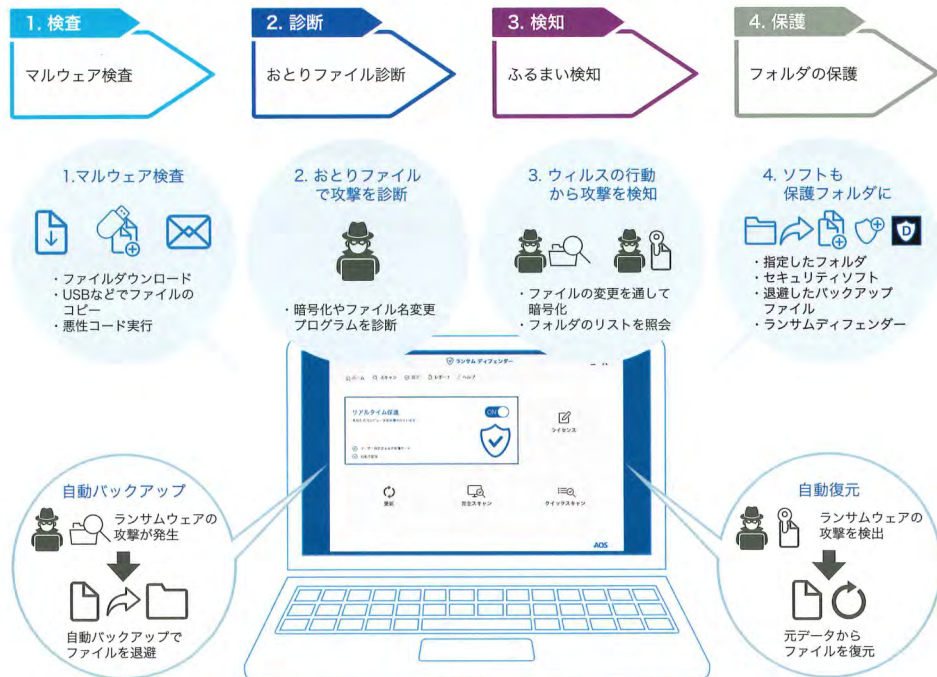 1. 検査
マルウェア検査
2. 診断
おとりファイル診断
3. 検知
ふるまい検知
4. 保護
フォルダの保護
1.マルウェア検査
・ファイルダウンロード
・USBなどでファイルの
コピー
・悪性コード実行
2. おとりファイル
で攻撃を診断
・暗号化やファイル名変更
プログラムを診断
3. ウィルスの行動
から攻撃を検知
・ファイルの変更を通して
暗号化
・フォルダのリストを照会
4. ソフトも
保護フォルダに
D
・指定したフォルダ
・セキュリティソフト
・退避したバックアップ
ファイル
・ランサムディフェンダー
ランサム ディフェンダー
ホーム
スキャン
レポート
ヘルプ
リアルタイム保護
ON
ライセンス
更新
クイックスキャン
AOS
自動バックアップ
ランサムウェアの
攻撃が発生
自動バックアップで
ファイルを退避
自動復元
ランサムウェアの
攻撃を検出
元データから
ファイルを復元